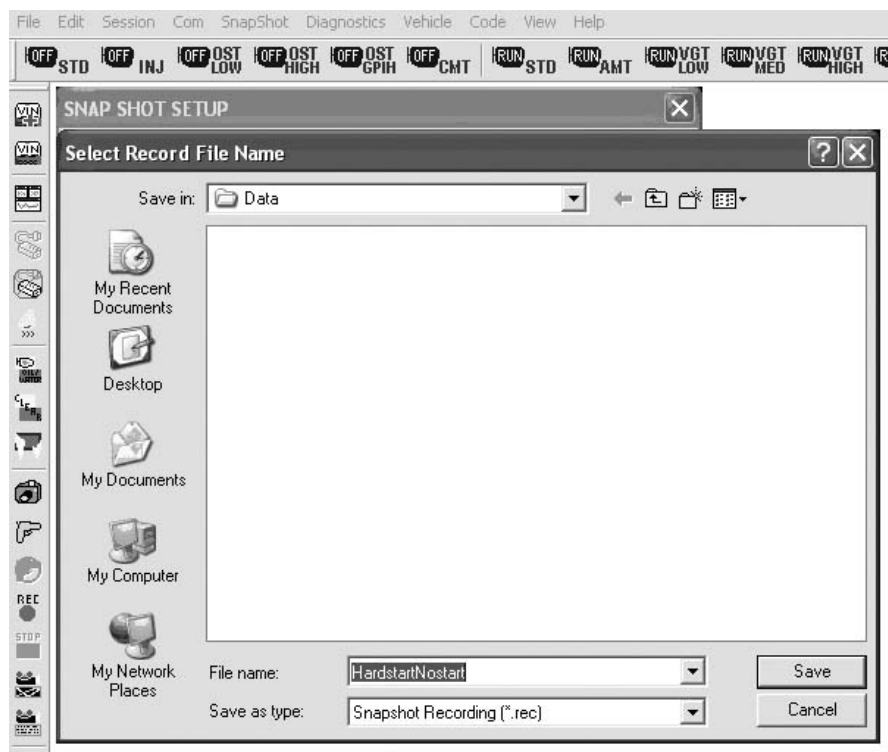 File Edit Session Com SnapShot Diagnostics Vehicle Code View Help
OFF STD OFF INJ OFF OST LOW OFF OST HIGH OFF OST GPIH OFF CMT RUN STD RUN AMT RUN VGT LOW RUN VGT MED RUN VGT HIGH
VIN
SNAP SHOT SETUP
VIN
Select Record File Name
Save in: Data
My Recent
Documents
Desktop
CLEAR
My Documents
My Computer
REC
STOP
My Network
Places
File name: HardstartNostart Save
Save as type: Snapshot Recording (*.rec) Cancel